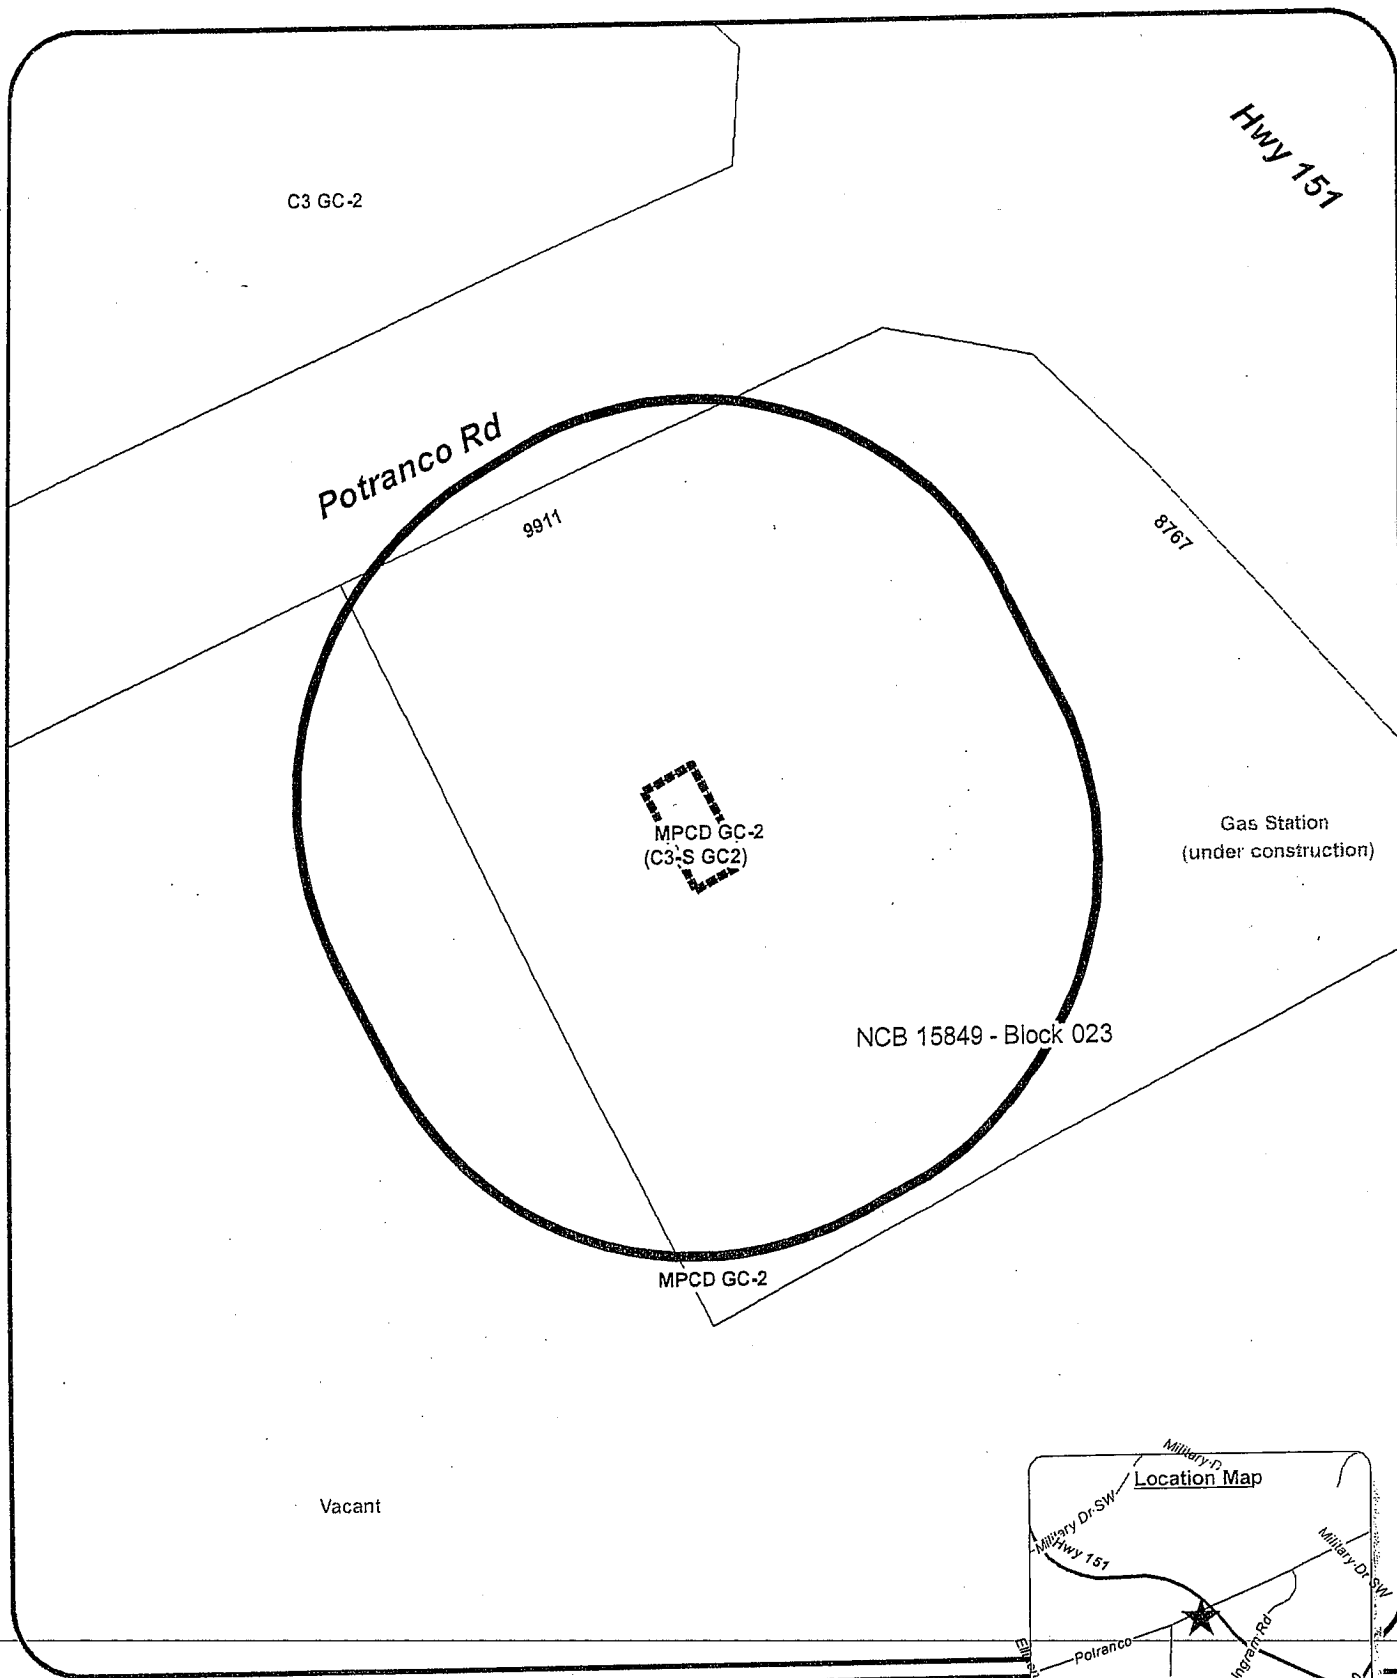 Hwy 151
C3 GC-2
Potranco Rd
9911
8767
MPCD GC-2
(C3-S GC2)
Gas Station
(under construction)
NCB 15849 - Block 023
MPCD GC-2
Vacant
Location Map
Military Dr SW
Hwy 151
Military Dr SW
Potranco
Ingram Rd